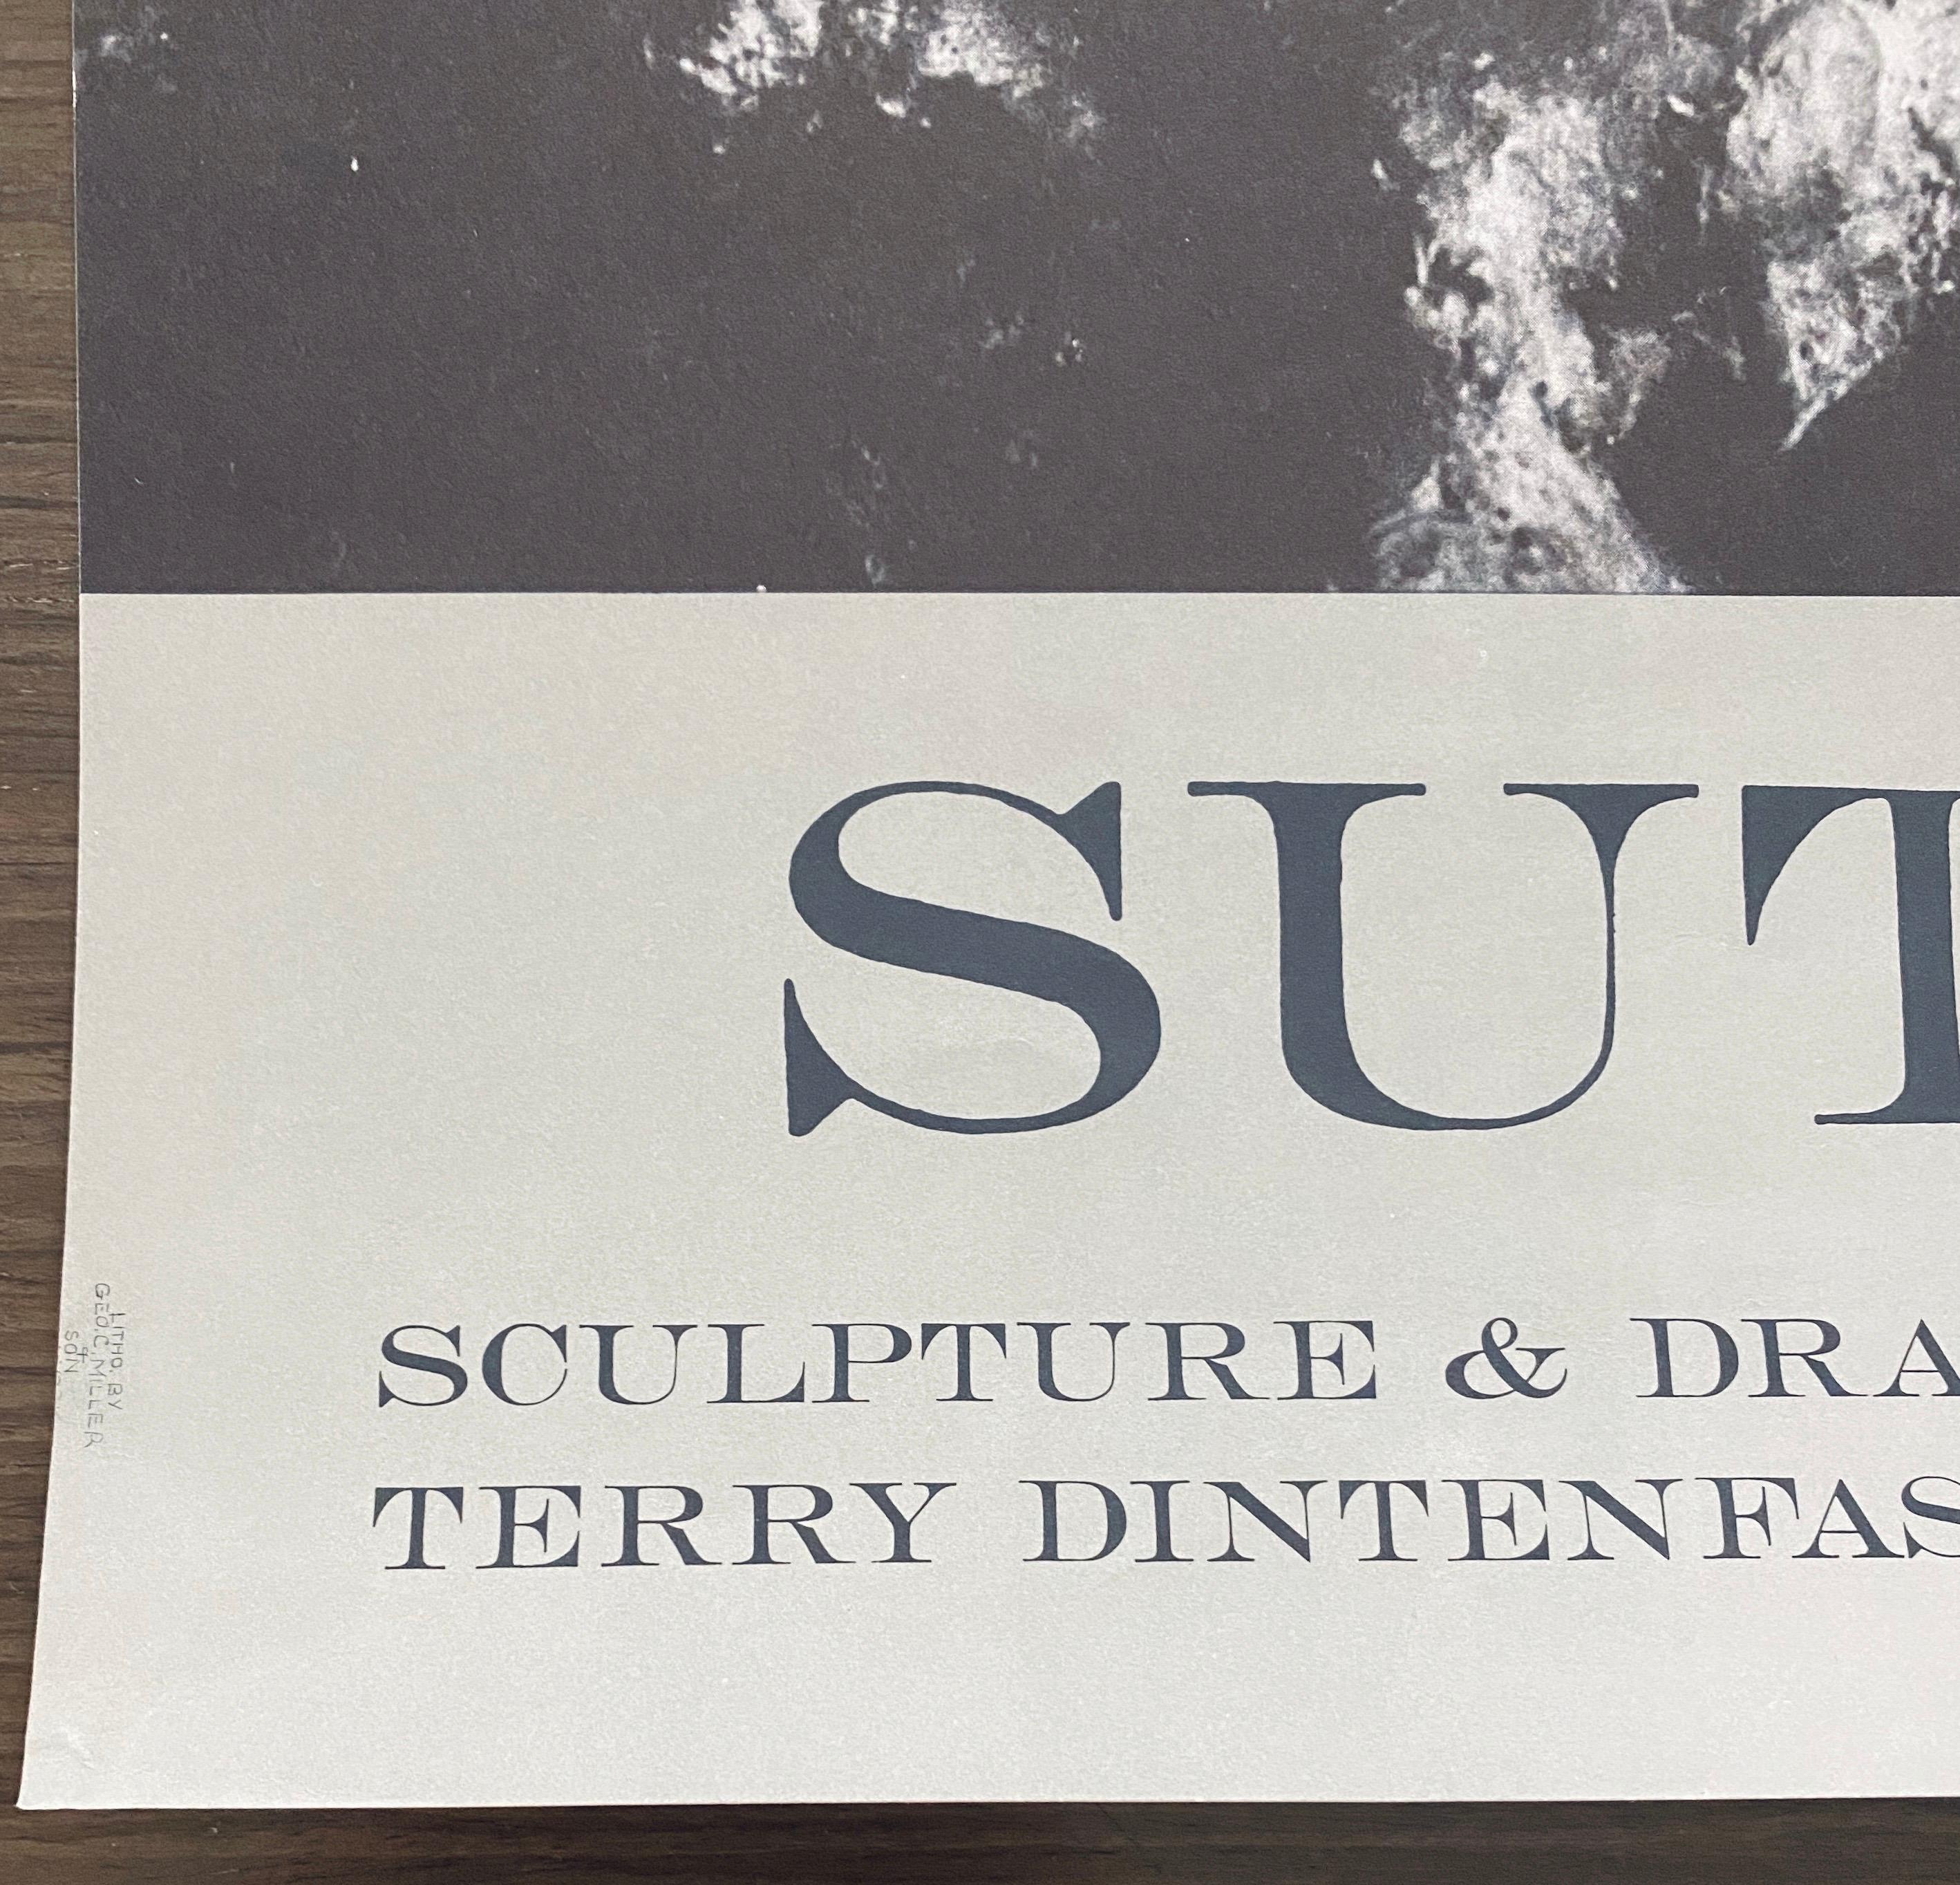 SUT
SCULPTURE & DRA
TERRY DINTENFAS
LITHO. BY
GEO. C. MILLER
&
SON